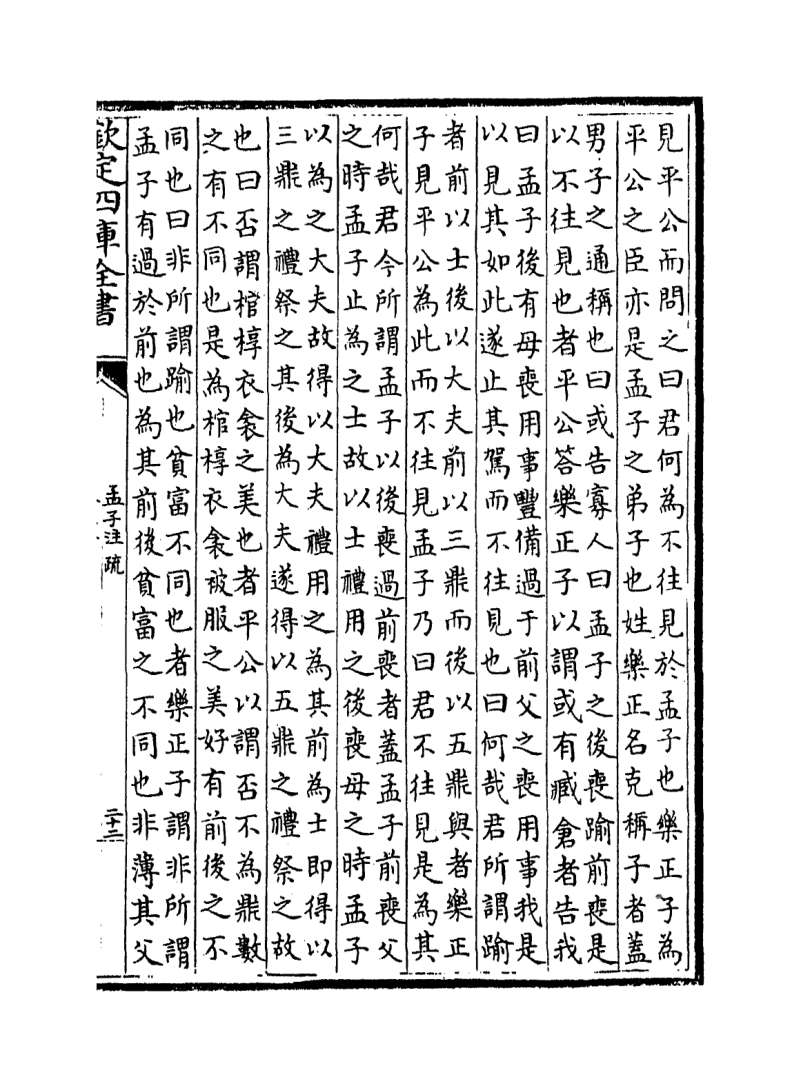 見平公而問之曰君何為不往見於孟子也樂正子為
平公之臣亦是孟子之弟子也姓樂正名克稱子者蓋
男子之通稱也曰或告寡人曰孟子之後喪踰前喪是
以不往見也者平公答樂正子以謂或有臧倉者告我
曰孟子後有母喪用事豐備過于前父之喪用事我是
以見其如此遂止其駕而不往見也曰何哉君所謂踰
者前以士後以大夫前以三鼎而後以五鼎與者樂正
子見平公為此而不往見孟子乃曰君不往見是為其
何哉君今所謂孟子以後喪過前喪者蓋孟子前喪父
之時孟子止為之士故以士禮用之後喪母之時孟子
以為之大夫故得以大夫禮用之為其前為士即得以
三鼎之禮祭之其後為大夫遂得以五鼎之禮祭之故
也曰否謂棺椁衣衾之美也者平公以謂否不為鼎數
之有不同也是為棺椁衣衾被服之美好有前後之不
同也曰非所謂踰也貧富不同也者樂正子謂非所謂
孟子有過於前也為其前後貧富之不同也非薄其父
欽定四庫全書
孟子注疏
二十二